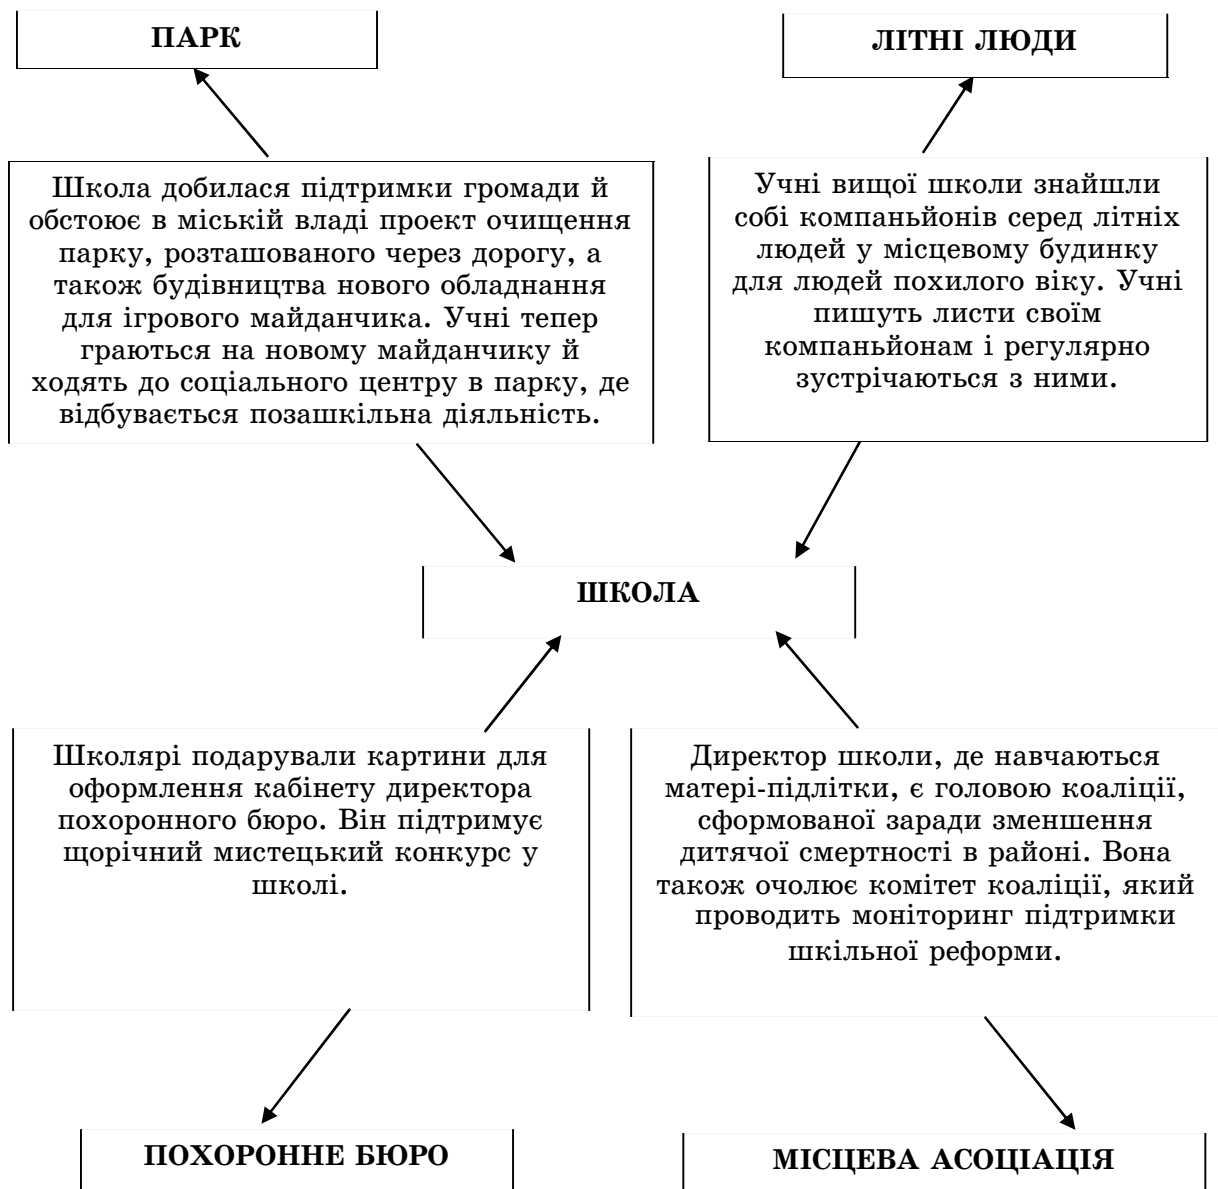 ПАРК
ЛІТНІ ЛЮДИ
Школа добилася підтримки громади й
обстоює в міській владі проект очищення
парку, розташованого через дорогу, а
також будівництва нового обладнання
для ігрового майданчика. Учні тепер
граються на новому майданчику й
ходять до соціального центру в парку, де
відбувається позашкільна діяльність.
Учні вищої школи знайшли
собі компаньйонів серед літніх
людей у місцевому будинку
для людей похилого віку. Учні
пишуть листи своїм
компаньйонам і регулярно
зустрічаються з ними.
ШКОЛА
Школярі подарували картини для
оформлення кабінету директора
похоронного бюро. Він підтримує
щорічний мистецький конкурс у
школі.
Директор школи, де навчаються
матері-підлітки, є головою коаліції,
сформованої заради зменшення
дитячої смертності в районі. Вона
також очолює комітет коаліції, який
проводить моніторинг підтримки
шкільної реформи.
ПОХОРОННЕ БЮРО
МІСЦЕВА АСОЦІАЦІЯ